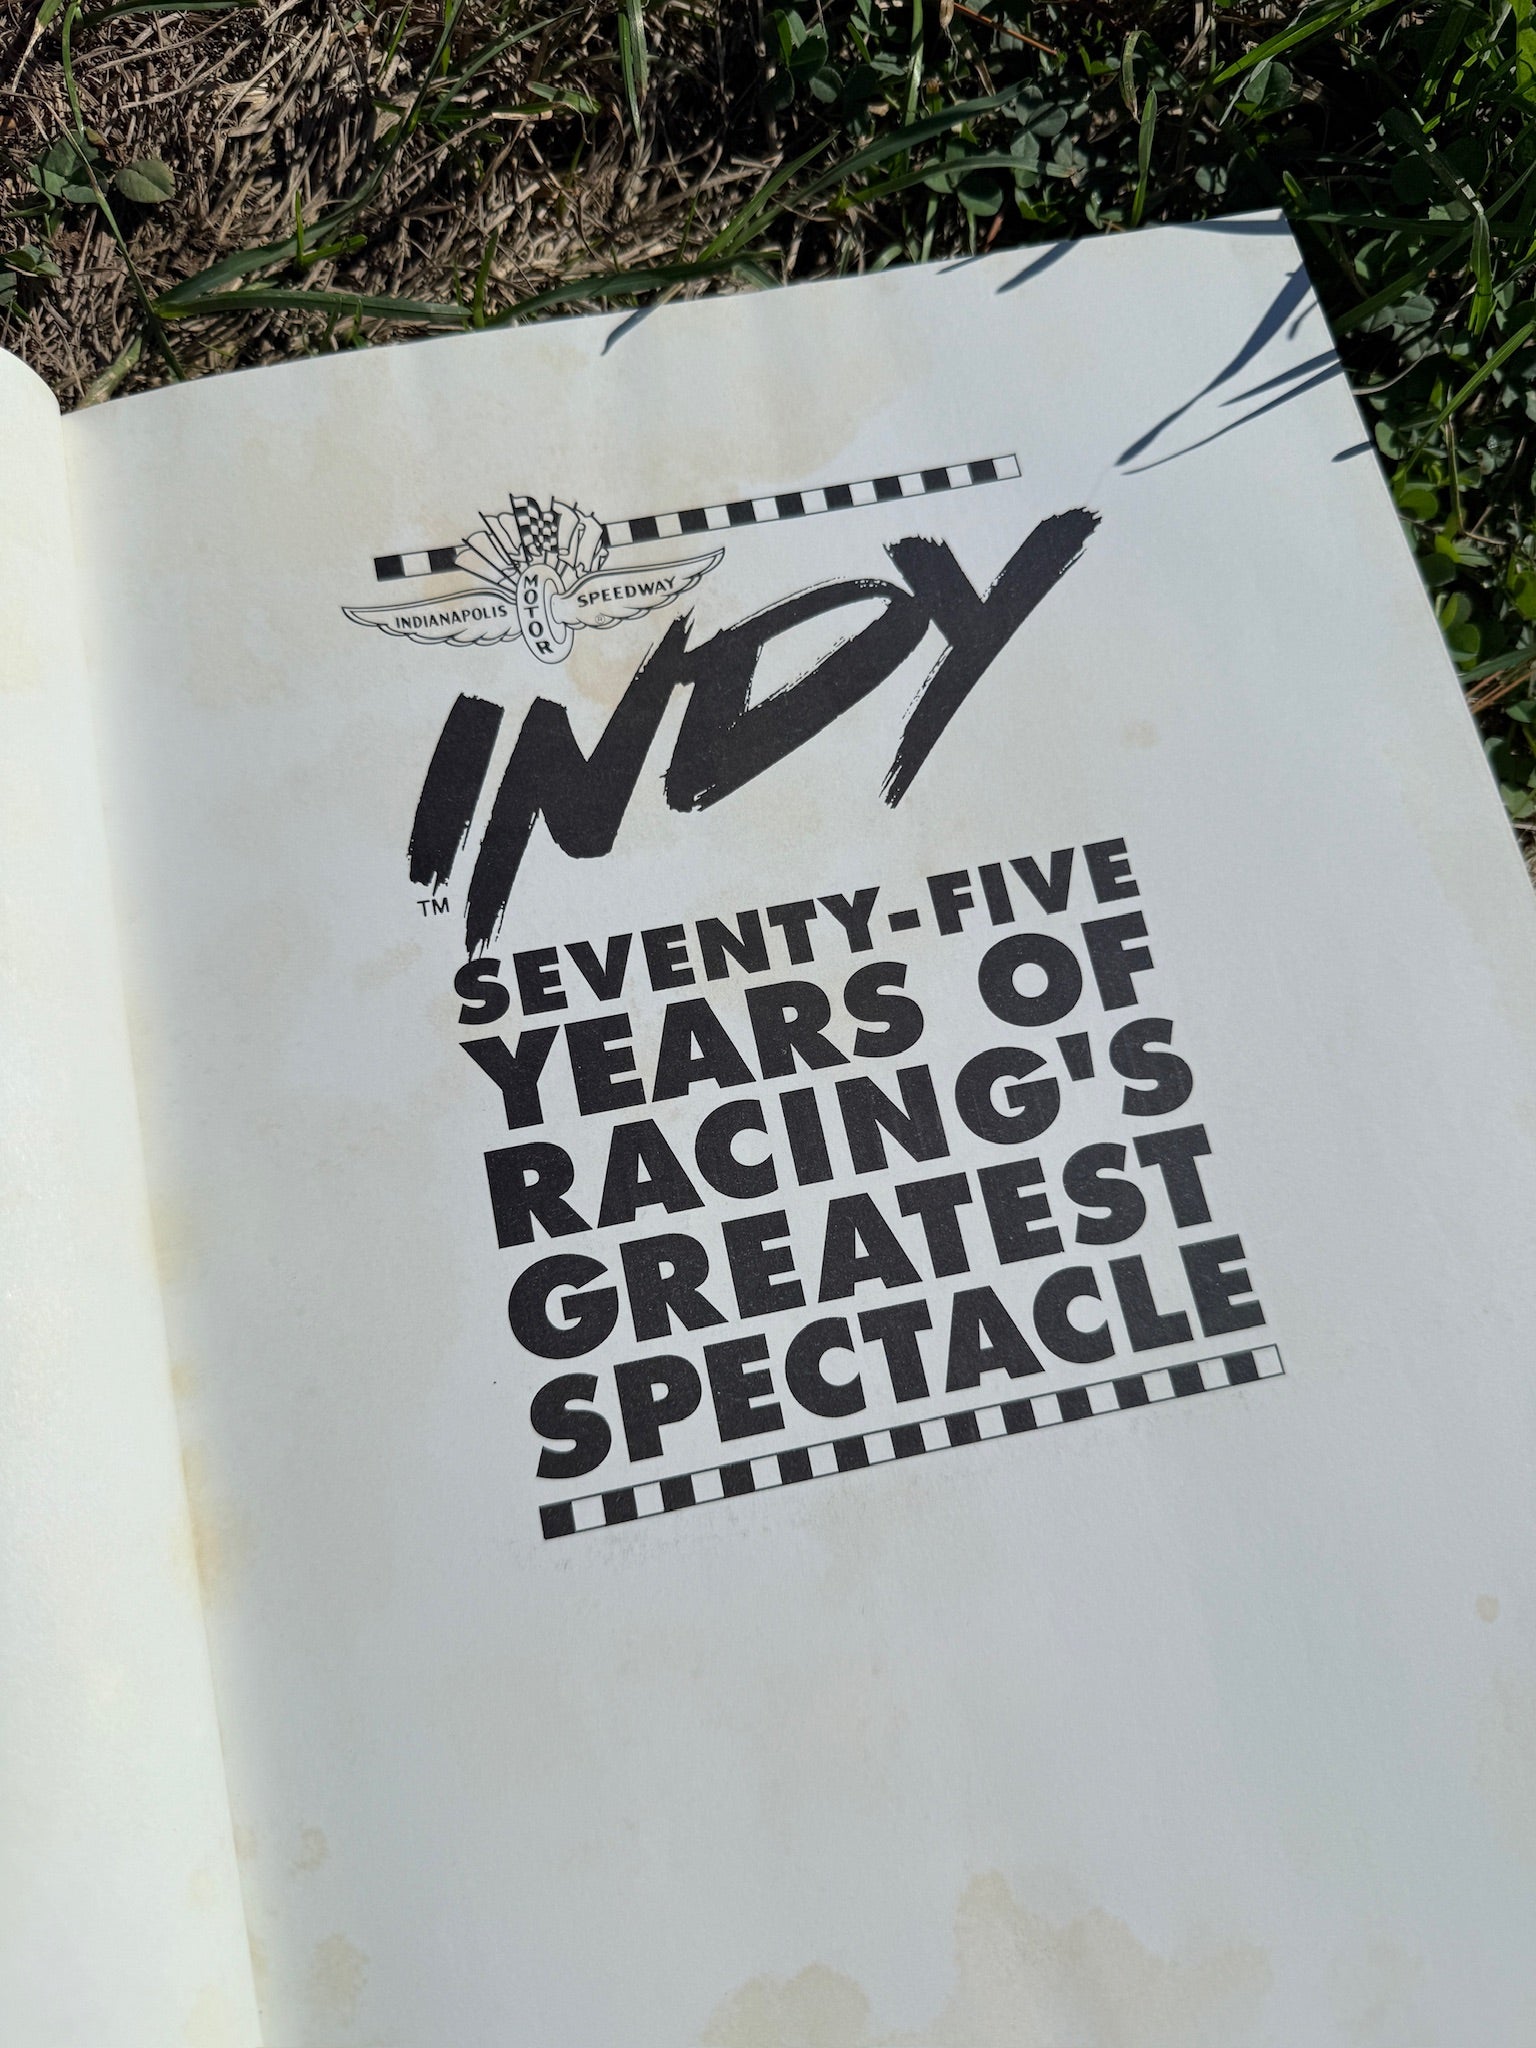 INDIANAPOLIS MOTOR SPEEDWAY ®
INDY
TM
SEVENTY-FIVE
YEARS OF
RACING'S
GREATEST
SPECTACLE